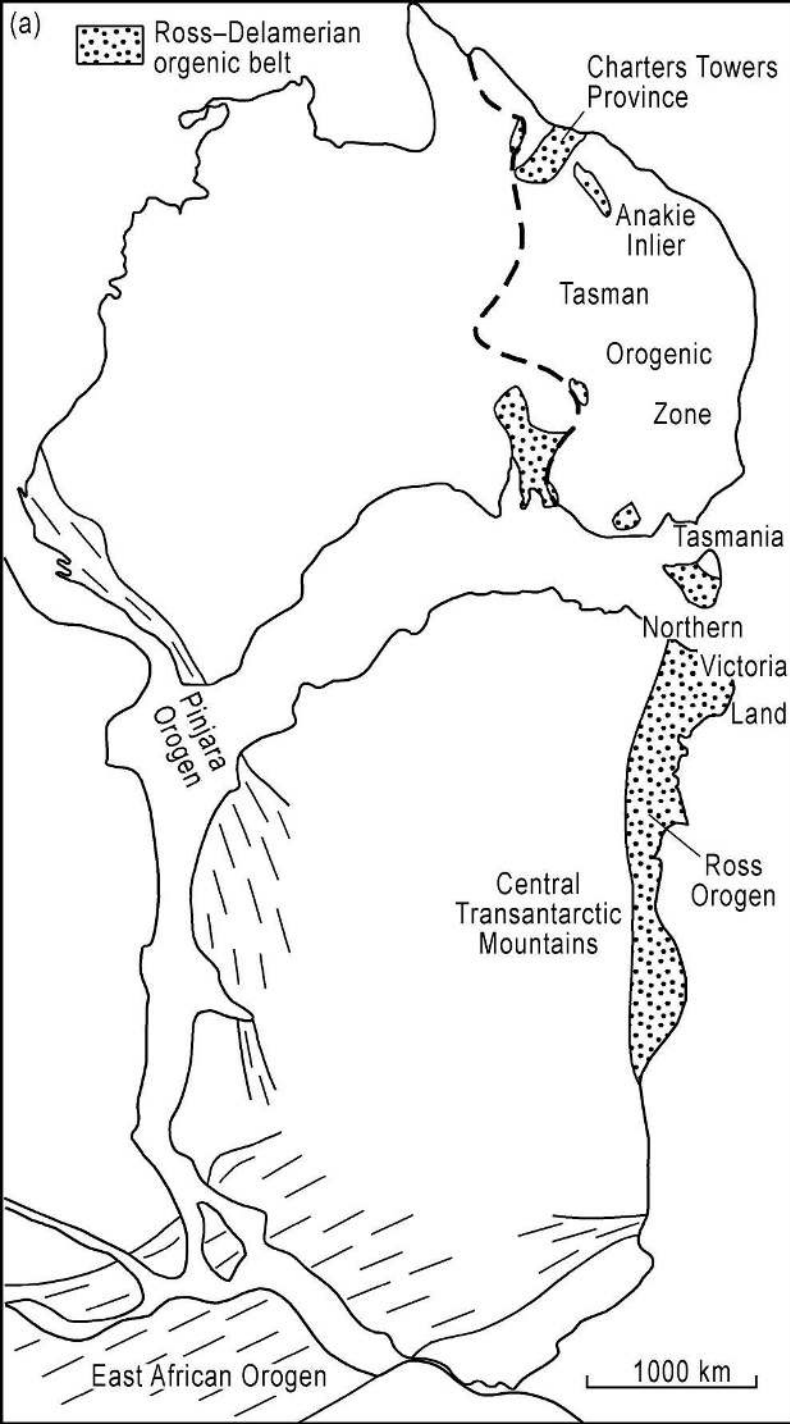 (a)
Ross–Delamerian
orgenic belt
Charters Towers
Province
Anakie
Inlier
Tasman
Orogenic
Zone
Tasmania
Northern
Victoria
Land
Pinjara
Orogen
Ross
Orogen
Central
Transantarctic
Mountains
East African Orogen
1000 km